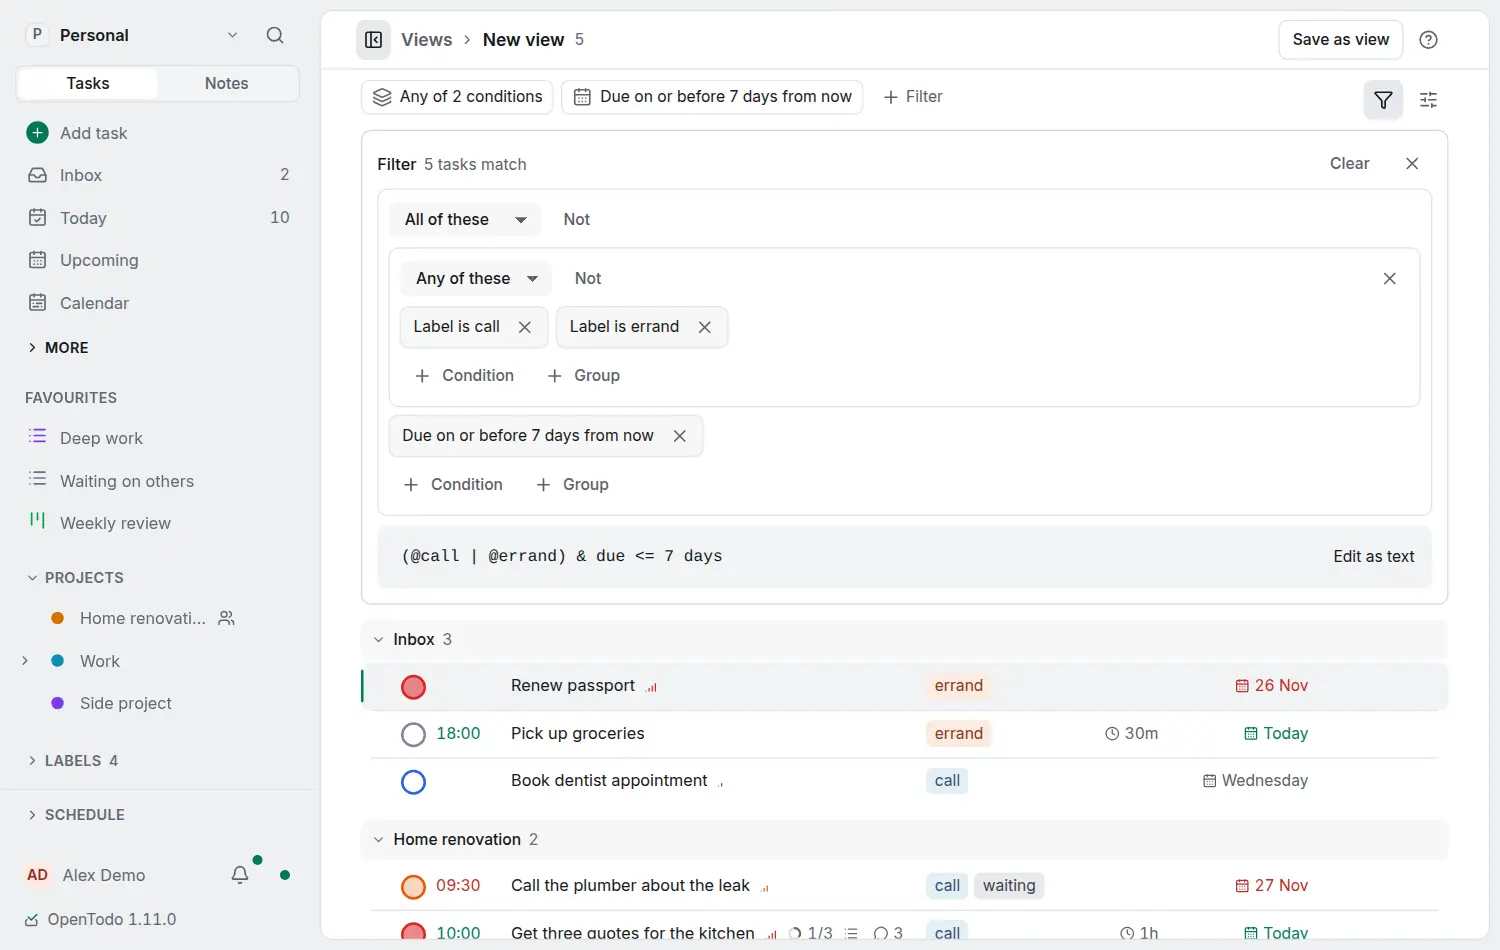 P Personal
Tasks Notes
Add task
Inbox 2
Today 10
Upcoming
Calendar
MORE
FAVOURITES
Deep work
Waiting on others
Weekly review
PROJECTS
Home renovati...
Work
Side project
LABELS 4
SCHEDULE
AD Alex Demo
OpenTodo 1.11.0
Views > New view 5
Save as view
Any of 2 conditions
Due on or before 7 days from now
+ Filter
Filter 5 tasks match
Clear
All of these Not
Any of these Not
Label is call
Label is errand
+ Condition + Group
Due on or before 7 days from now
+ Condition + Group
(@call | @errand) & due <= 7 days
Edit as text
Inbox 3
Renew passport errand 26 Nov
18:00 Pick up groceries errand 30m Today
Book dentist appointment call Wednesday
Home renovation 2
09:30 Call the plumber about the leak call waiting 27 Nov
10:00 Get three quotes for the kitchen 1/3 3 call 1h Today